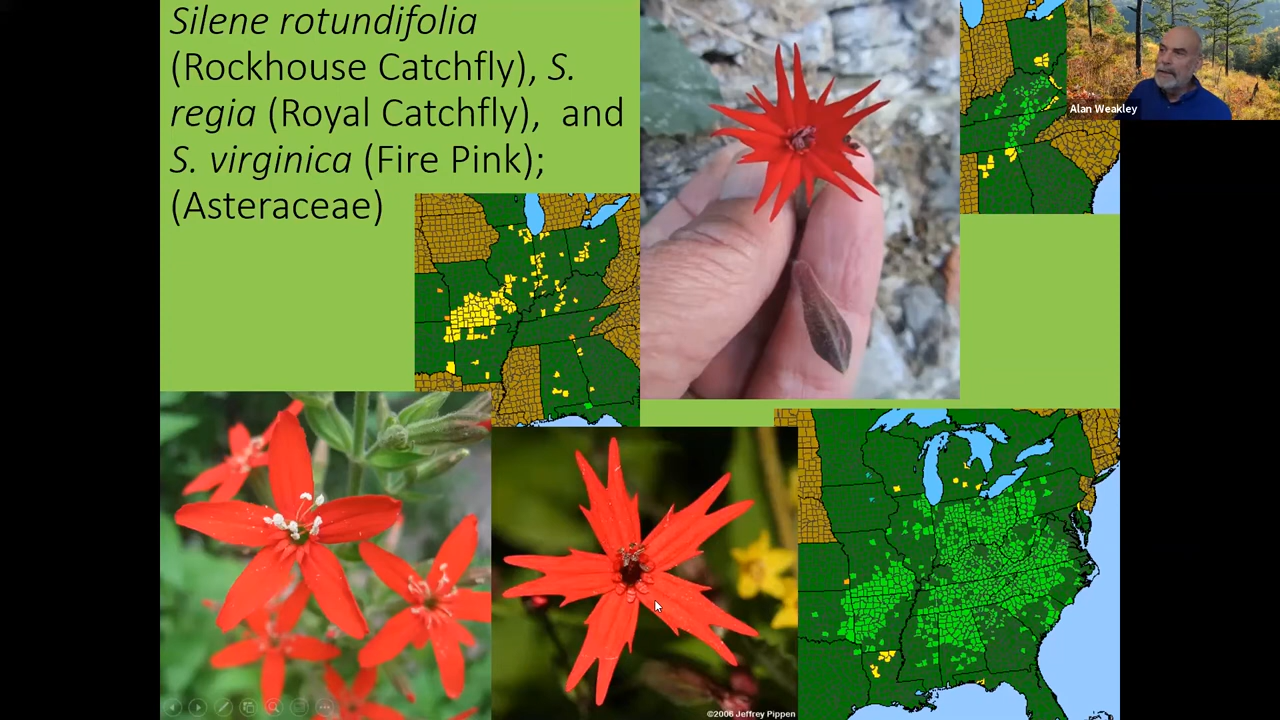 Silene rotundifolia
(Rockhouse Catchfly), S.
regia (Royal Catchfly),  and
S. virginica (Fire Pink);
(Asteraceae)
Alan Weakley
©2006 Jeffrey Pippen